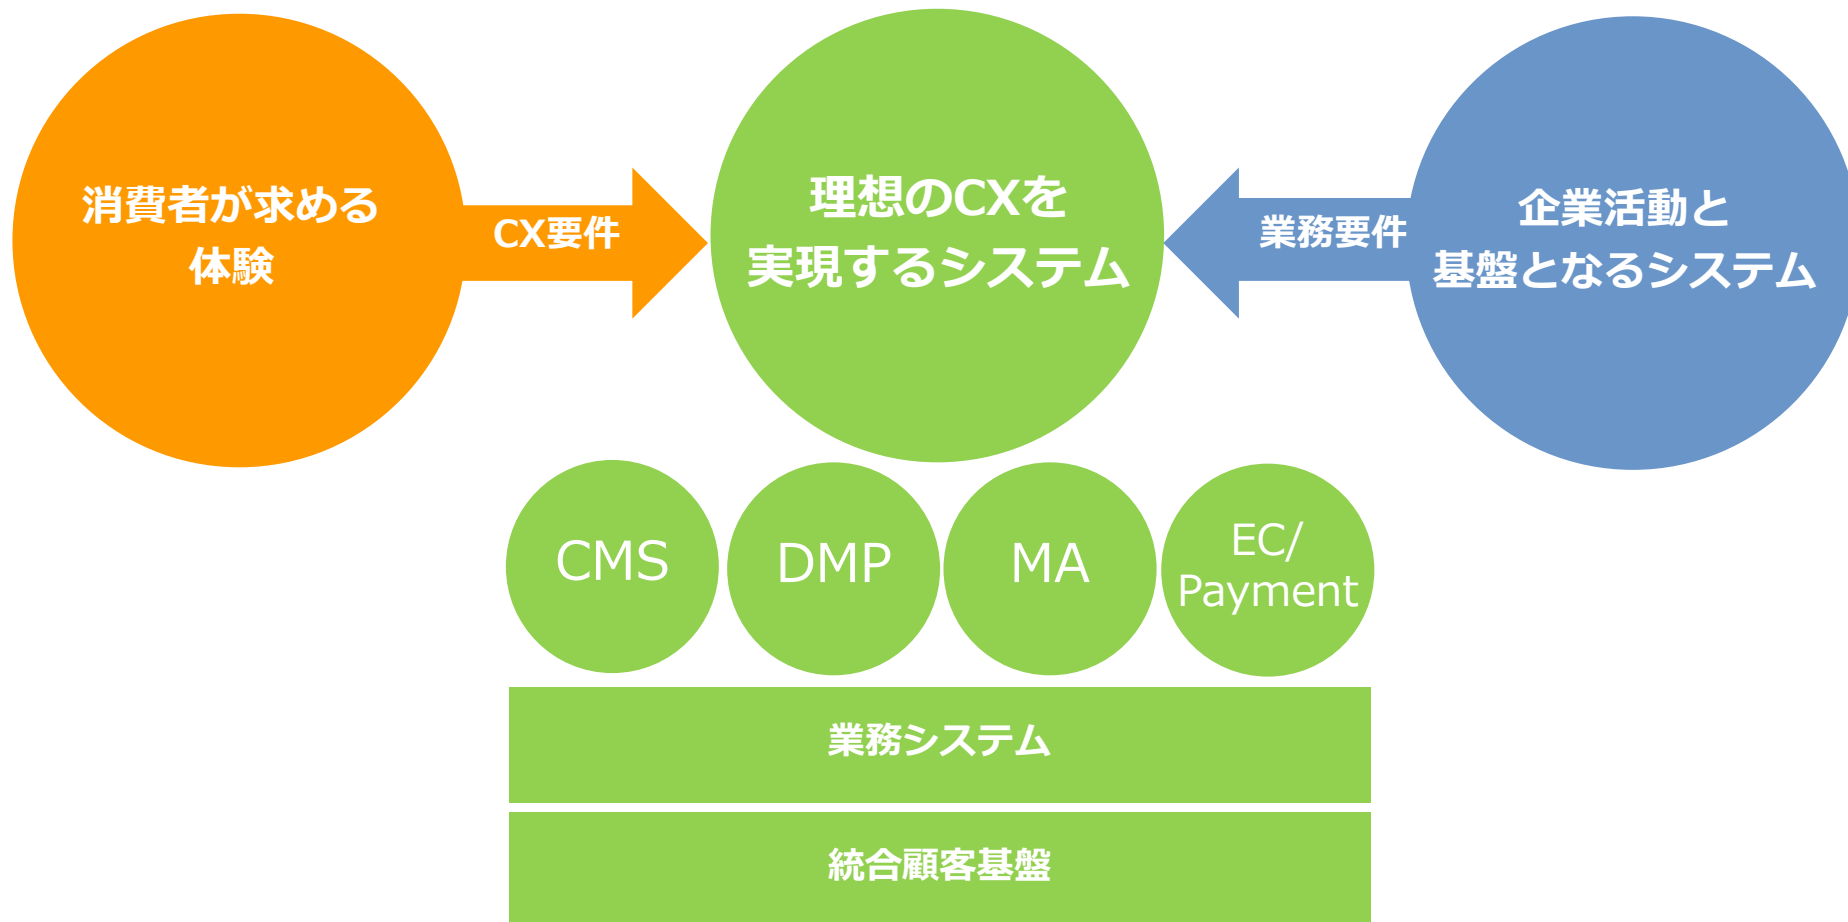 消費者が求める
体験
CX要件
理想のCXを
実現するシステム
業務要件
企業活動と
基盤となるシステム
CMS
DMP
MA
EC/
Payment
業務システム
統合顧客基盤